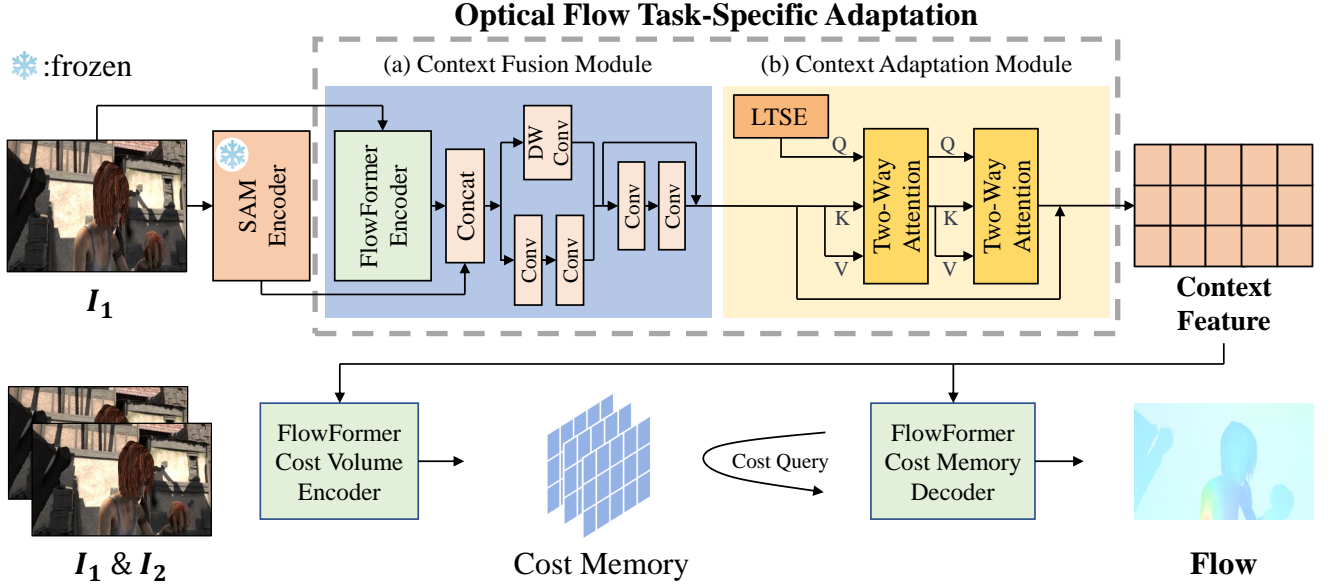 Optical Flow Task-Specific Adaptation
:frozen
(a) Context Fusion Module
(b) Context Adaptation Module
I₁
SAM
Encoder
FlowFormer
Encoder
Concat
DW
Conv
Conv
Conv
Conv
Conv
LTSE
Q
K
V
Two-Way
Attention
Q
K
V
Two-Way
Attention
Context
Feature
I₁ & I₂
FlowFormer
Cost Volume
Encoder
Cost Memory
Cost Query
FlowFormer
Cost Memory
Decoder
Flow